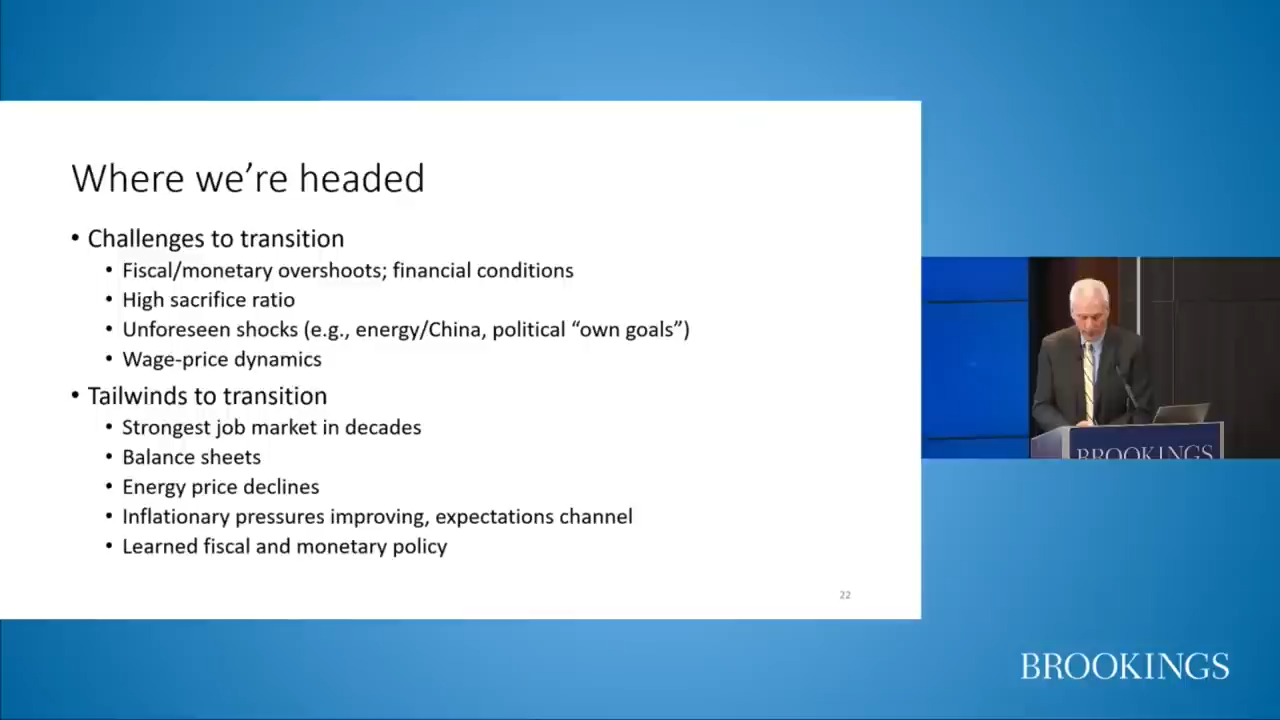 Where we’re headed
• Challenges to transition
• Fiscal/monetary overshoots; financial conditions
• High sacrifice ratio
• Unforeseen shocks (e.g., energy/China, political “own goals”)
• Wage-price dynamics
• Tailwinds to transition
• Strongest job market in decades
• Balance sheets
• Energy price declines
• Inflationary pressures improving, expectations channel
• Learned fiscal and monetary policy
22
BROOKINGS
BROOKINGS